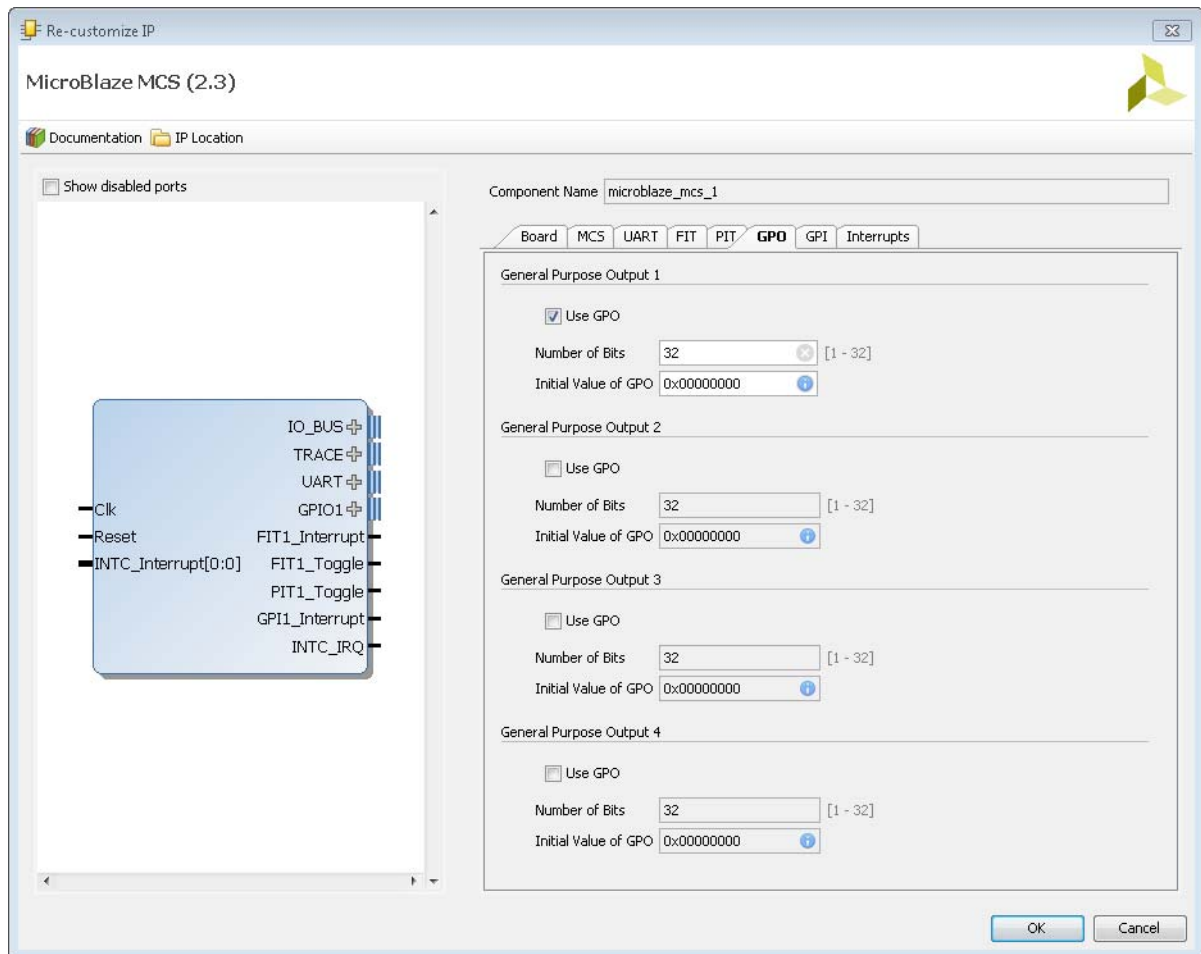 Re-customize IP
MicroBlaze MCS (2.3)
Documentation IP Location
Show disabled ports
IO_BUS
TRACE
UART
Clk GPIO1
Reset FIT1_Interrupt
INTC_Interrupt[0:0] FIT1_Toggle
PIT1_Toggle
GPI1_Interrupt
INTC_IRQ
Component Name microblaze_mcs_1
Board MCS UART FIT PIT GPO GPI Interrupts
General Purpose Output 1
Use GPO
Number of Bits 32 [1 - 32]
Initial Value of GPO 0x00000000
General Purpose Output 2
Use GPO
Number of Bits 32 [1 - 32]
Initial Value of GPO 0x00000000
General Purpose Output 3
Use GPO
Number of Bits 32 [1 - 32]
Initial Value of GPO 0x00000000
General Purpose Output 4
Use GPO
Number of Bits 32 [1 - 32]
Initial Value of GPO 0x00000000
OK Cancel